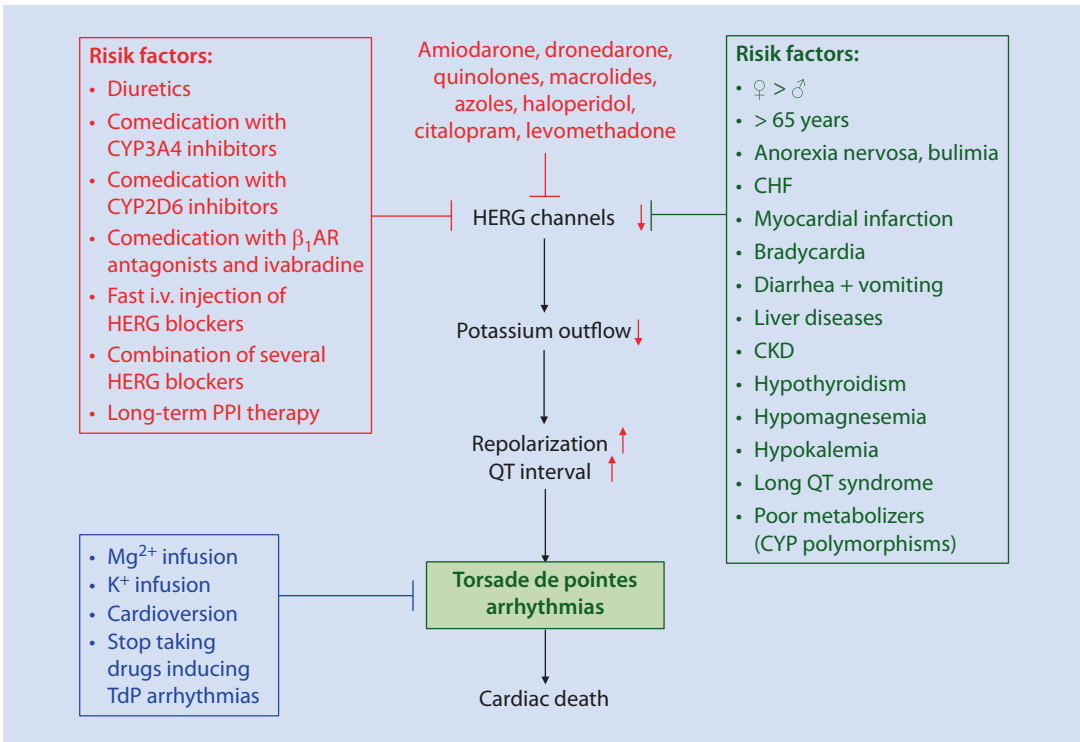 Risik factors:
• Diuretics
• Comedication with
CYP3A4 inhibitors
• Comedication with
CYP2D6 inhibitors
• Comedication with β₁AR
antagonists and ivabradine
• Fast i.v. injection of
HERG blockers
• Combination of several
HERG blockers
• Long-term PPI therapy
Amiodarone, dronedarone,
quinolones, macrolides,
azoles, haloperidol,
citalopram, levomethadone
HERG channels ↓
Potassium outflow ↓
Repolarization ↑
QT interval ↑
Torsade de pointes
arrhythmias
Cardiac death
Risik factors:
• ♀ > ♂
• > 65 years
• Anorexia nervosa, bulimia
• CHF
• Myocardial infarction
• Bradycardia
• Diarrhea + vomiting
• Liver diseases
• CKD
• Hypothyroidism
• Hypomagnesemia
• Hypokalemia
• Long QT syndrome
• Poor metabolizers
(CYP polymorphisms)
• Mg²⁺ infusion
• K⁺ infusion
• Cardioversion
• Stop taking
drugs inducing
TdP arrhythmias